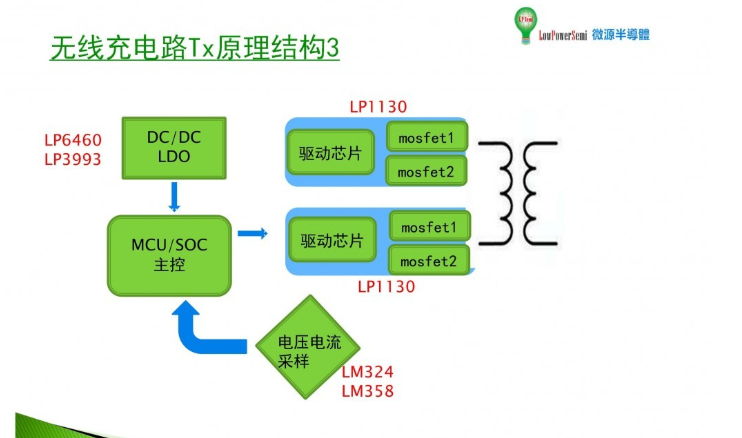 LPSemi
LowPowerSemi 微源半導體
无线充电路Tx原理结构3
LP1130
LP6460
LP3993
DC/DC
LDO
驱动芯片
mosfet1
mosfet2
MCU/SOC
主控
驱动芯片
mosfet1
mosfet2
LP1130
电压电流
采样
LM324
LM358